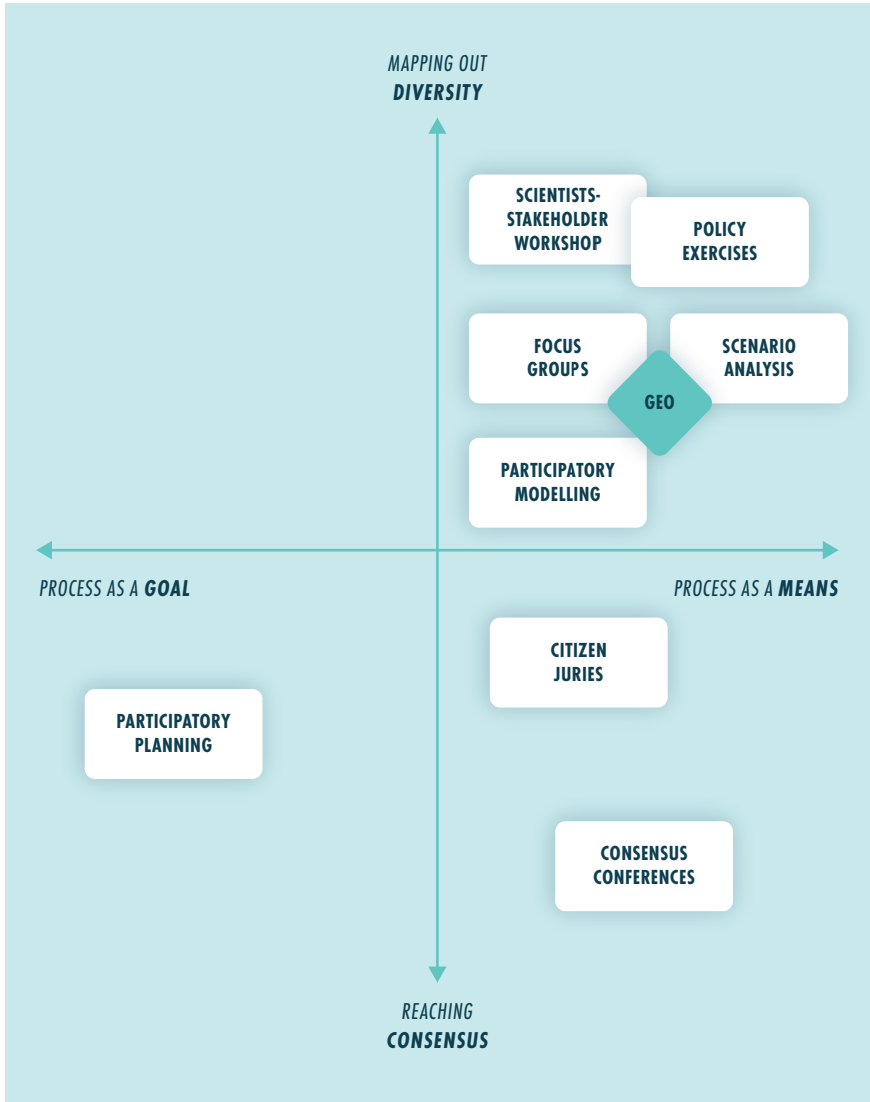 MAPPING OUT
DIVERSITY
SCIENTISTS-
STAKEHOLDER
WORKSHOP
POLICY
EXERCISES
FOCUS
GROUPS
SCENARIO
ANALYSIS
GEO
PARTICIPATORY
MODELLING
PROCESS AS A GOAL
PROCESS AS A MEANS
CITIZEN
JURIES
PARTICIPATORY
PLANNING
CONSENSUS
CONFERENCES
REACHING
CONSENSUS